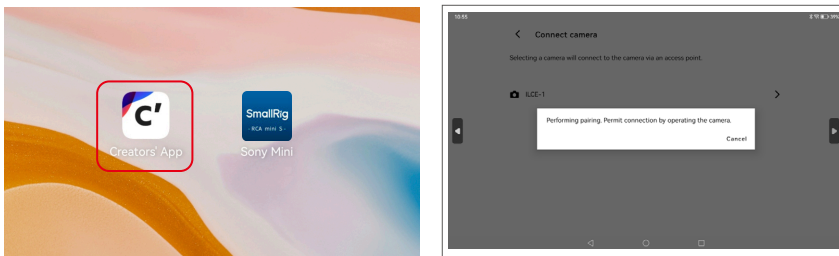 C'
Creators' App
SmallRig
- RCA mini S -
Sony Mini
10:55
Connect camera
Selecting a camera will connect to the camera via an access point.
ILCE-1
Performing pairing. Permit connection by operating the camera.
Cancel